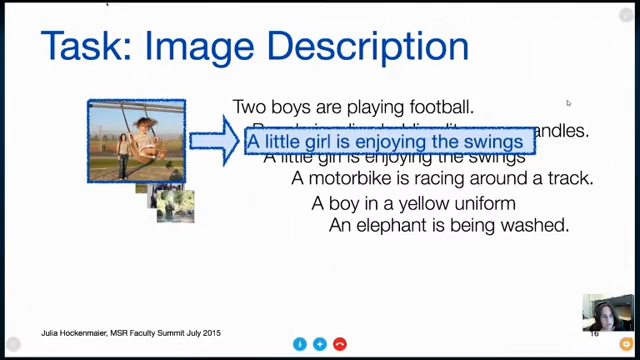 Task: Image Description
Two boys are playing football.
A little girl is enjoying the swings
A little girl is enjoying the swings
A motorbike is racing around a track.
A boy in a yellow uniform
An elephant is being washed.
Julia Hockenmaier, MSR Faculty Summit July 2015
16